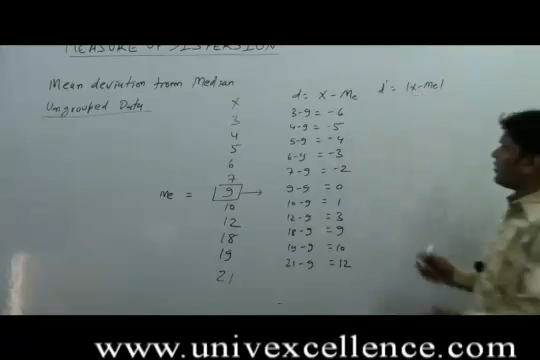 MEASURE OF DISPERSION
Mean deviation from Median
Ungrouped Data
x
3
4
5
6
7
Me = 9
10
12
18
19
21
d = x - Me
3-9 = -6
4-9 = -5
5-9 = -4
6-9 = -3
7-9 = -2
9-9 = 0
10-9 = 1
12-9 = 3
18-9 = 9
19-9 = 10
21-9 = 12
d' = |x-Me|
www.univexcellence.com